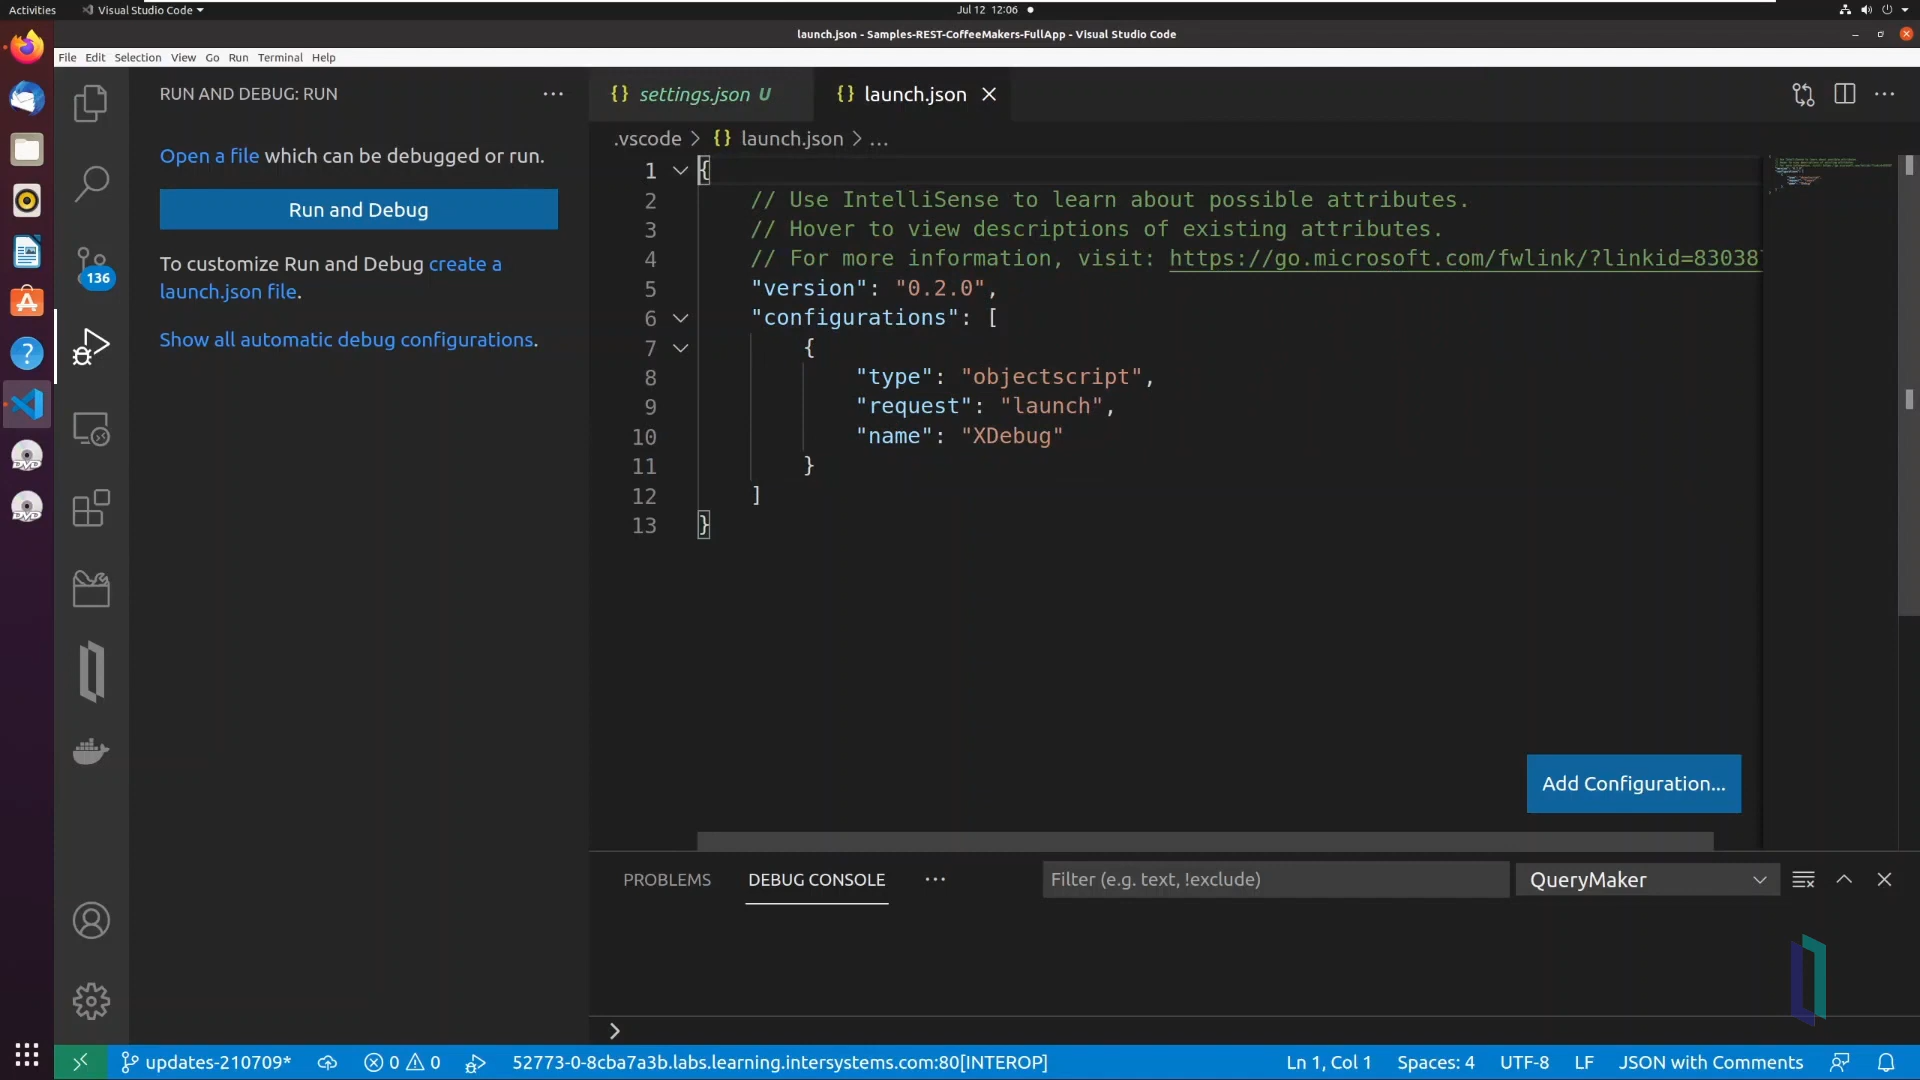 Activities
Visual Studio Code
Jul 12 12:06
launch.json - Samples-REST-CoffeeMakers-FullApp - Visual Studio Code
File Edit Selection View Go Run Terminal Help
RUN AND DEBUG: RUN
{} settings.json U
{} launch.json
.vscode > {} launch.json > ...
Open a file which can be debugged or run.
Run and Debug
To customize Run and Debug create a
launch.json file.
Show all automatic debug configurations.
136
1 {
2 // Use IntelliSense to learn about possible attributes.
3 // Hover to view descriptions of existing attributes.
4 // For more information, visit: https://go.microsoft.com/fwlink/?linkid=83038
5 "version": "0.2.0",
6 "configurations": [
7 {
8 "type": "objectscript",
9 "request": "launch",
10 "name": "XDebug"
11 }
12 ]
13 }
Add Configuration...
PROBLEMS DEBUG CONSOLE ...
Filter (e.g. text, !exclude)
QueryMaker
DVD
DVD
updates-210709*
0 0
52773-0-8cba7a3b.labs.learning.intersystems.com:80[INTEROP]
Ln 1, Col 1
Spaces: 4
UTF-8
LF
JSON with Comments